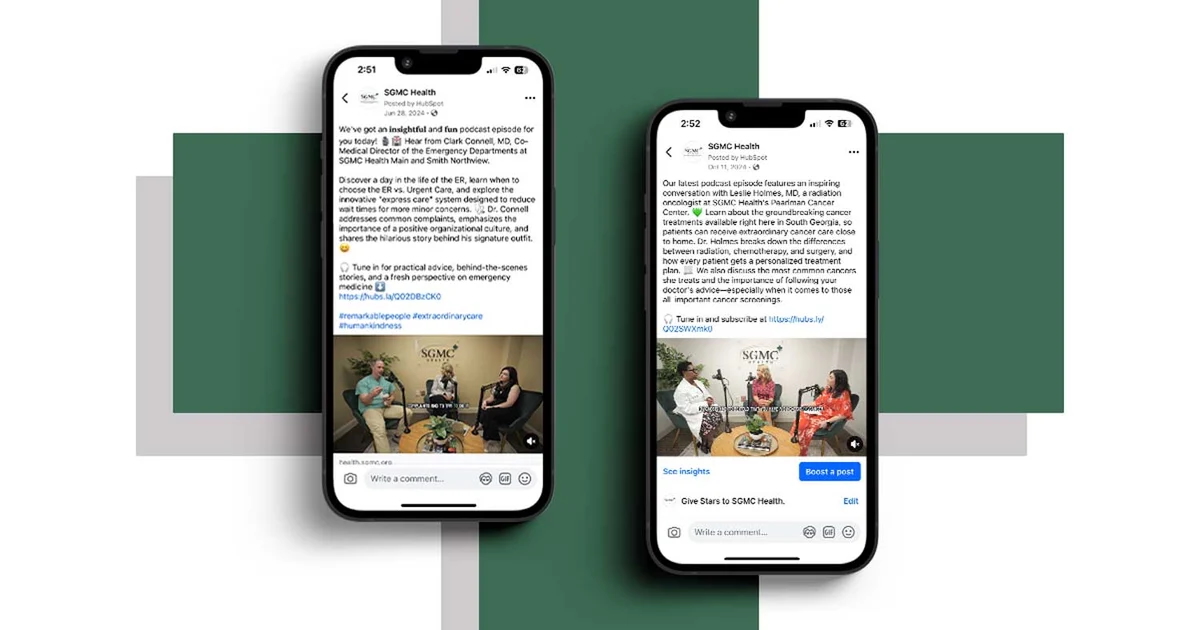 2:51
SGMC Health
Posted by HubSpot
Jun 28, 2024
We've got an insightful and fun podcast episode for
you today! 🎙️ 🏥 Hear from Clark Connell, MD, Co-
Medical Director of the Emergency Departments at
SGMC Health Main and Smith Northview.
Discover a day in the life of the ER, learn when to
choose the ER vs. Urgent Care, and explore the
innovative "express care" system designed to reduce
wait times for more minor concerns. 🩺 Dr. Connell
addresses common complaints, emphasizes the
importance of a positive organizational culture, and
shares the hilarious story behind his signature outfit.
😄
🎧 Tune in for practical advice, behind-the-scenes
stories, and a fresh perspective on emergency
medicine ⬇️
https://hubs.la/Q02DBzCK0
#remarkablepeople #extraordinarycare
#humankindness
SGMC
HEALTH
health.sgmc.org
Write a comment...
GIF
2:52
SGMC Health
Posted by HubSpot
Oct 11, 2024
Our latest podcast episode features an inspiring
conversation with Leslie Holmes, MD, a radiation
oncologist at SGMC Health's Pearlman Cancer
Center. 💚 Learn about the groundbreaking cancer
treatments available right here in South Georgia, so
patients can receive extraordinary cancer care close
to home. Dr. Holmes breaks down the differences
between radiation, chemotherapy, and surgery, and
how every patient gets a personalized treatment
plan. We also discuss the most common cancers
she treats and the importance of following your
doctor's advice—especially when it comes to those
all-important cancer screenings.
🎧 Tune in and subscribe at https://hubs.ly/
Q02SWXmk0
SGMC
HEALTH
See insights
Boost a post
Give Stars to SGMC Health.
Edit
Write a comment...
GIF